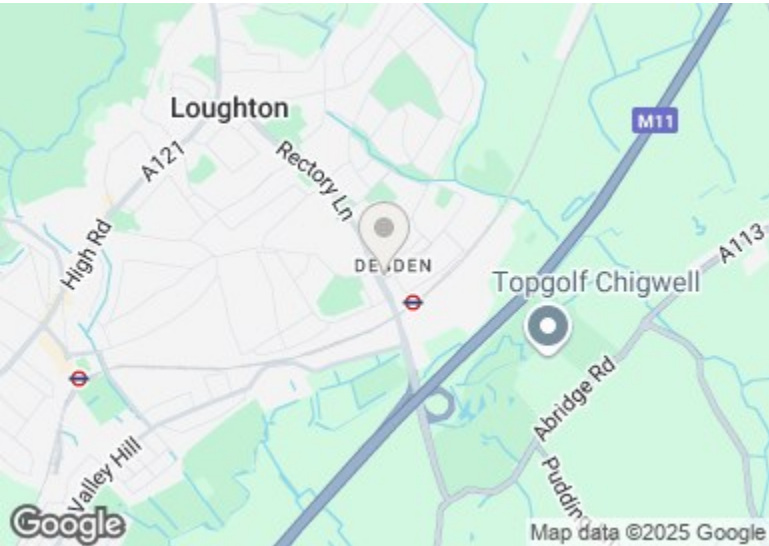 Loughton
M11
A121
Rectory Ln
High Rd
A113
DEBDEN
Topgolf Chigwell
Abridge Rd
Valley Hill
Google
Map data ©2025 Google